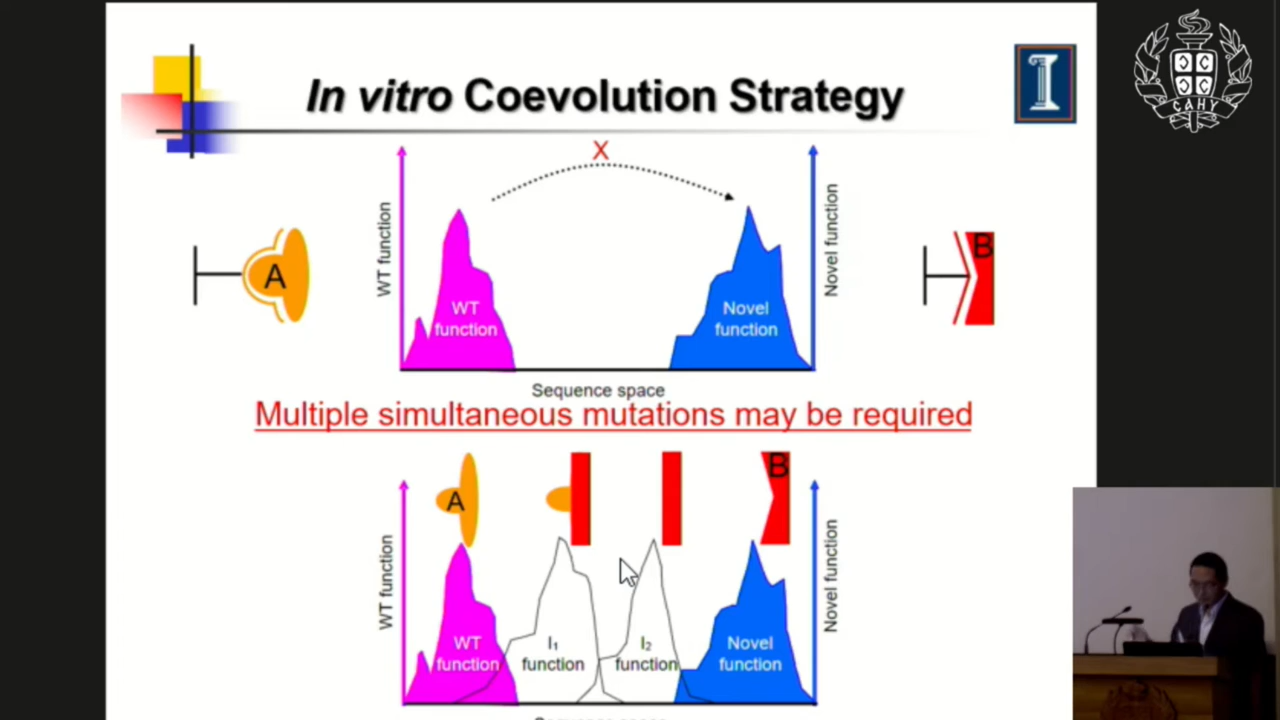 In vitro Coevolution Strategy
I
CAHY
X
WT function
Novel function
A
B
WT
function
Novel
function
Sequence space
Multiple simultaneous mutations may be required
A
B
WT function
Novel function
WT
function
I₁
function
I₂
function
Novel
function